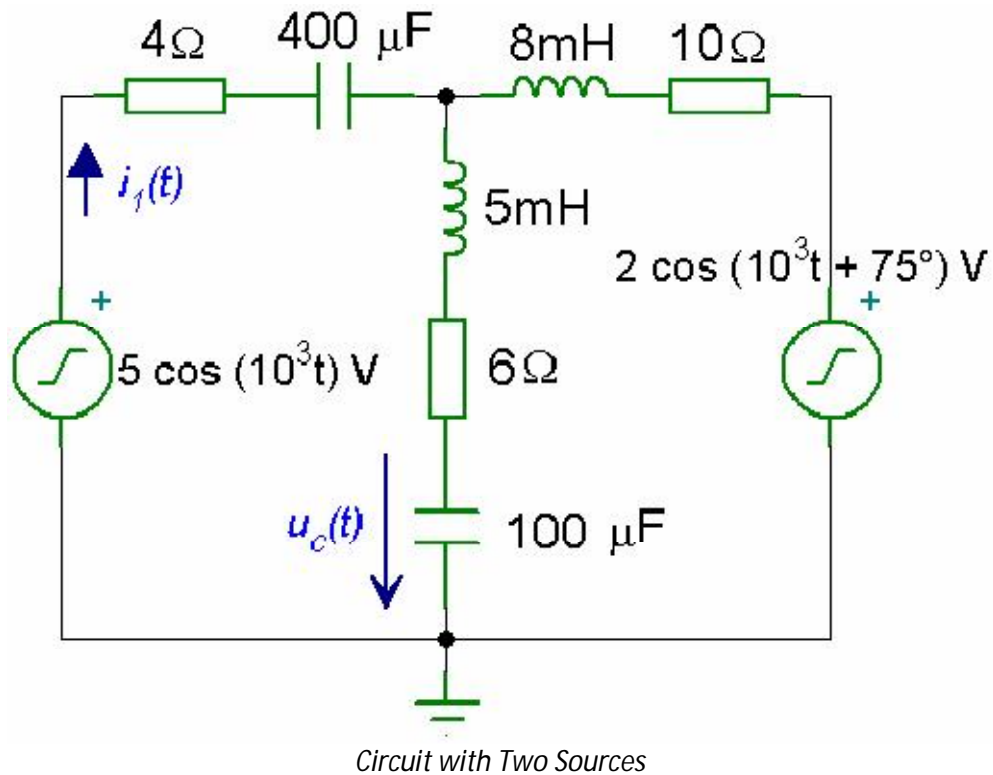 4Ω
400 μF
8mH
10Ω
i₁(t)
5mH
2 cos (10³t + 75°) V
+
+
5 cos (10³t) V
6Ω
u_c(t)
100 μF
Circuit with Two Sources